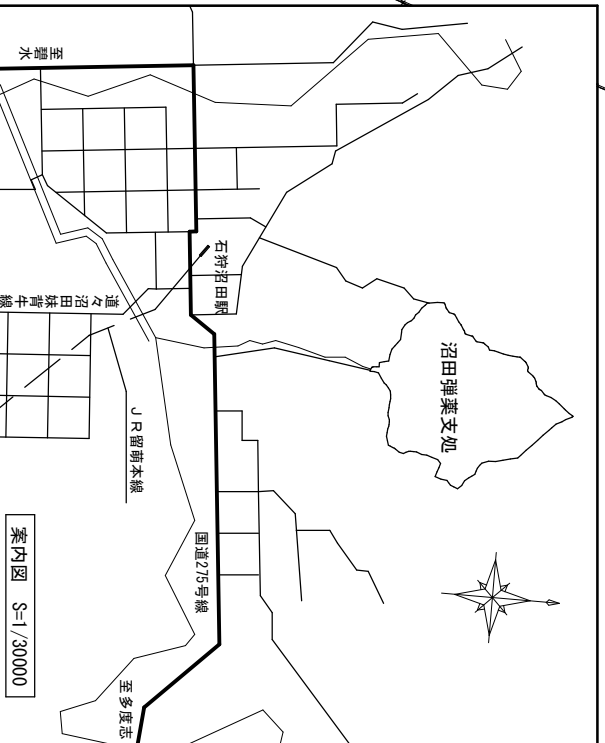 至碧水
石狩沼田駅
道々沼田妹背牛線
JR留萌本線
沼田弾薬支処
国道275号線
至多度志
案内図 S=1/30000